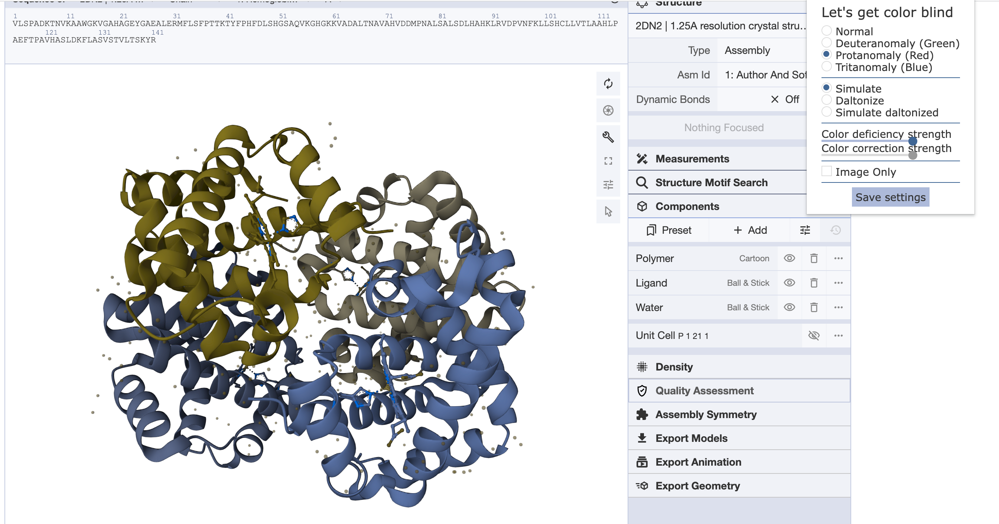 1 11 21 31 41 51 61 71 81 91 101 111
VLSPADKTNVKAAWGKVGAHAGEYGAEALERMFLSFPTTKTYFPHFDLSHGSAQVKGHGKKVADALTNAVAHVDDMPNALSALSDLHAHKLRVDPVNFKLLSHCLLVTLAAHLP
121 131 141
AEFTPAVHASLDKFLASVSTVLTSKYR
Structure
2DN2 | 1.25A resolution crystal stru...
Type Assembly
Asm Id 1: Author And Sof
Dynamic Bonds × Off
Nothing Focused
Measurements
Structure Motif Search
Components
Preset + Add
Polymer Cartoon
Ligand Ball & Stick
Water Ball & Stick
Unit Cell P 1 21 1
Density
Quality Assessment
Assembly Symmetry
Export Models
Export Animation
Export Geometry
Let's get color blind
Normal
Deuteranomaly (Green)
Protanomaly (Red)
Tritanomaly (Blue)
Simulate
Daltonize
Simulate daltonized
Color deficiency strength
Color correction strength
Image Only
Save settings